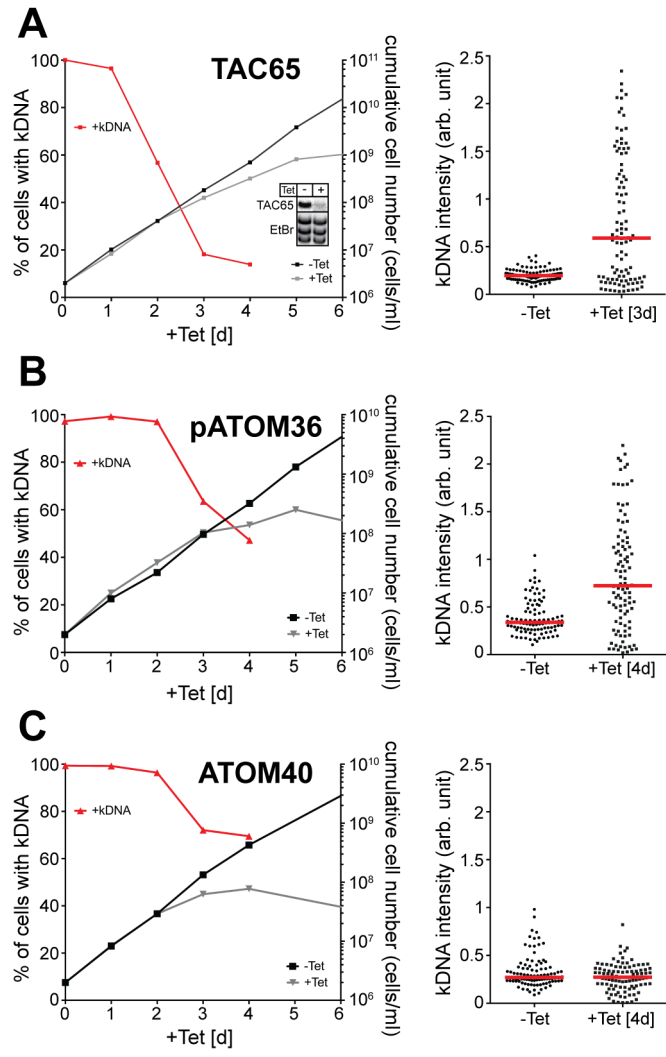 A
TAC65
% of cells with kDNA
100
80
60
40
20
0
+kDNA
Tet - +
TAC65
EtBr
-Tet
+Tet
0 1 2 3 4 5 6
+Tet [d]
10¹¹
10¹⁰
10⁹
10⁸
10⁷
10⁶
cumulative cell number (cells/ml)
kDNA intensity (arb. unit)
2.5
2
1.5
1
0.5
0
-Tet +Tet [3d]
B
pATOM36
% of cells with kDNA
100
80
60
40
20
0
+kDNA
-Tet
+Tet
0 1 2 3 4 5 6
+Tet [d]
10¹⁰
10⁹
10⁸
10⁷
10⁶
cumulative cell number (cells/ml)
kDNA intensity (arb. unit)
2.5
2
1.5
1
0.5
0
-Tet +Tet [4d]
C
ATOM40
% of cells with kDNA
100
80
60
40
20
0
+kDNA
-Tet
+Tet
0 1 2 3 4 5 6
+Tet [d]
10¹⁰
10⁹
10⁸
10⁷
10⁶
cumulative cell number (cells/ml)
kDNA intensity (arb. unit)
2.5
2
1.5
1
0.5
0
-Tet +Tet [4d]